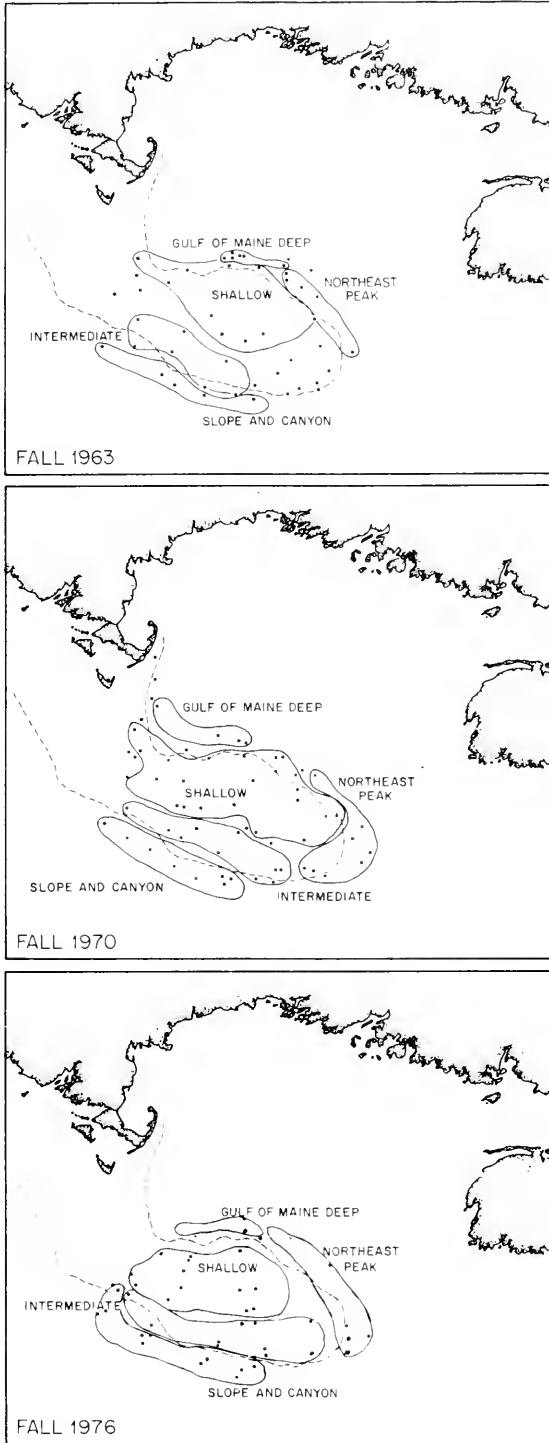 GULF OF MAINE DEEP
SHALLOW
NORTHEAST
PEAK
INTERMEDIATE
SLOPE AND CANYON
FALL 1963
GULF OF MAINE DEEP
SHALLOW
NORTHEAST
PEAK
SLOPE AND CANYON
INTERMEDIATE
FALL 1970
GULF OF MAINE DEEP
SHALLOW
NORTHEAST
PEAK
INTERMEDIATE
SLOPE AND CANYON
FALL 1976